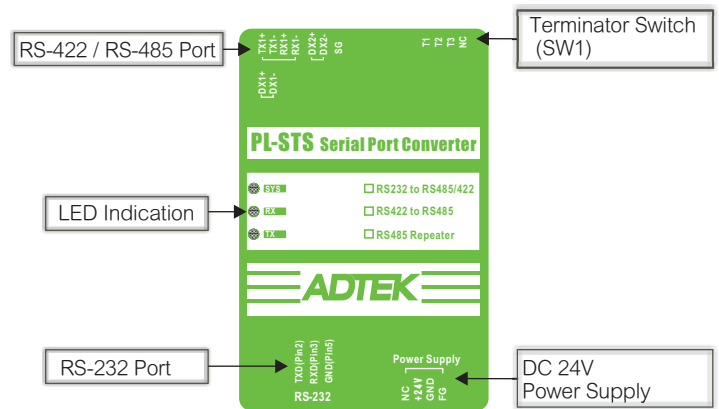 RS-422 / RS-485 Port
TX1+
TX1-
RX1+
RX1-
DX2+
DX2-
SG
DX1+
DX1-
T1
T2
T3
NC
Terminator Switch
(SW1)
PL-STS Serial Port Converter
LED Indication
SYS
RX
TX
RS232 to RS485/422
RS422 to RS485
RS485 Repeater
ADTEK
RS-232 Port
TXD(Pin2)
RXD(Pin3)
GND(Pin5)
RS-232
Power Supply
NC
+24V
GND
FG
DC 24V
Power Supply